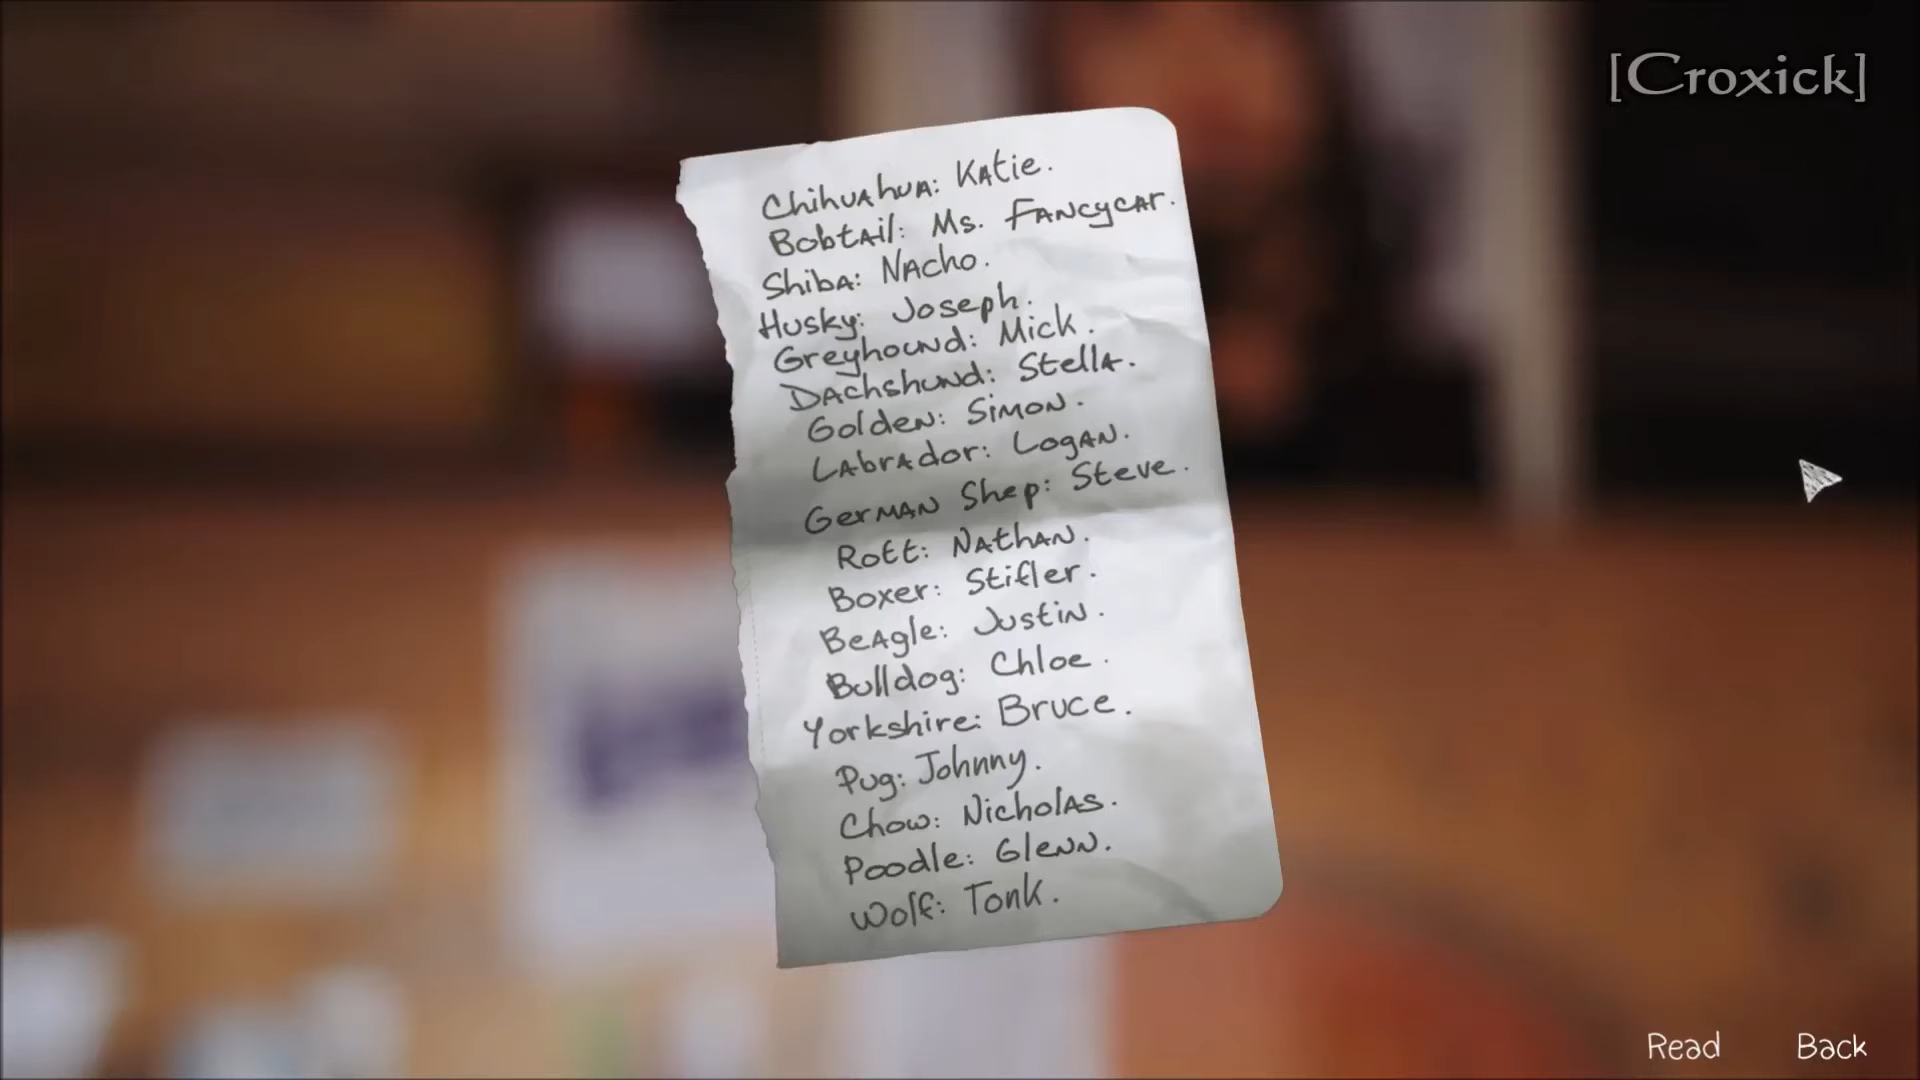 [Croxick]
Chihuahua: Katie.
Bobtail: Ms. Fancycar.
Shiba: Nacho.
Husky: Joseph.
Greyhound: Mick.
Dachshund: Stella.
Golden: Simon.
Labrador: Logan.
German Shep: Steve.
Rott: Nathan.
Boxer: Stifler.
Beagle: Justin.
Bulldog: Chloe.
Yorkshire: Bruce.
Pug: Johnny.
Chow: Nicholas.
Poodle: Glenn.
Wolf: Tonk.
Read Back